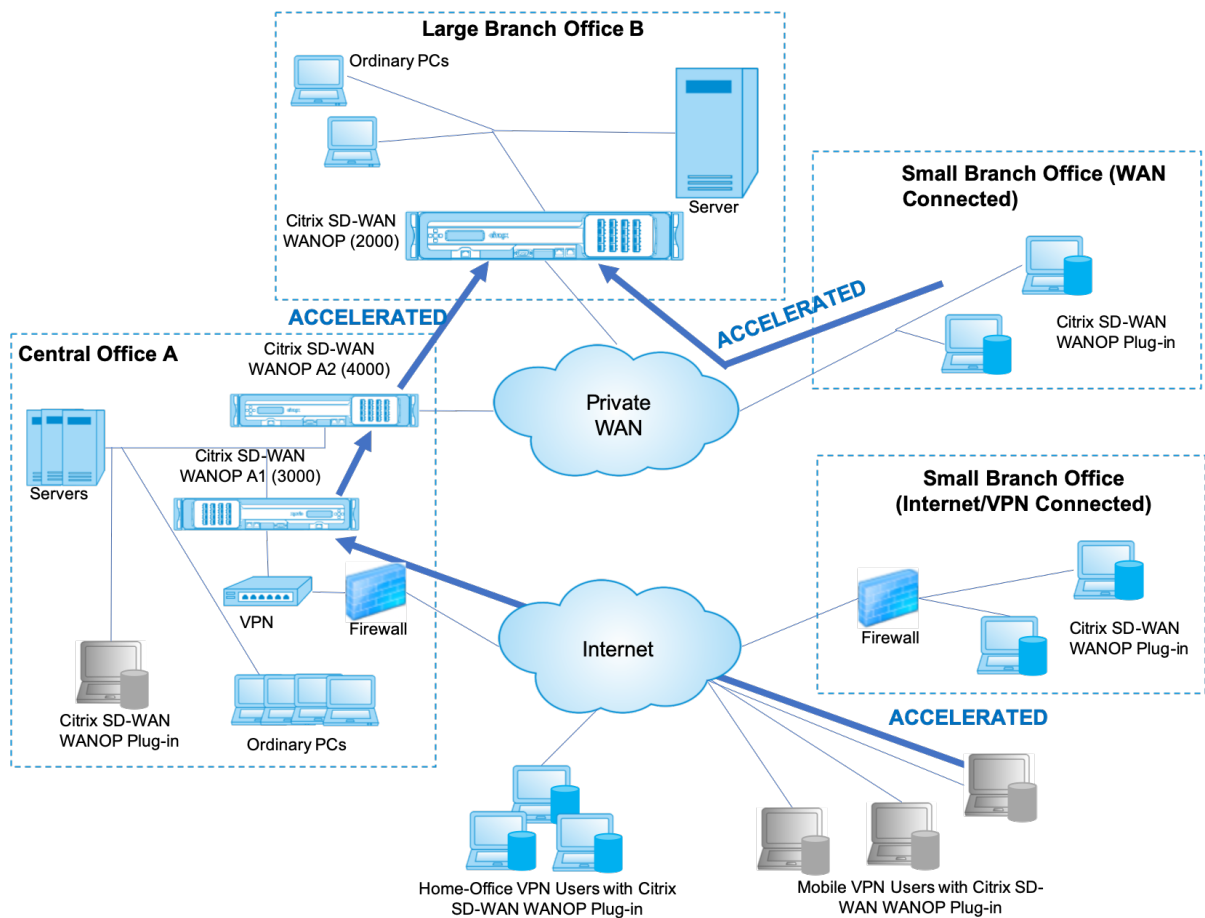 Large Branch Office B
Ordinary PCs
Server
Citrix SD-WAN
WANOP (2000)
Small Branch Office (WAN
Connected)
Citrix SD-WAN
WANOP Plug-in
ACCELERATED
ACCELERATED
Central Office A
Citrix SD-WAN
WANOP A2 (4000)
Private
WAN
Servers
Citrix SD-WAN
WANOP A1 (3000)
VPN
Firewall
Citrix SD-WAN
WANOP Plug-in
Ordinary PCs
Internet
Small Branch Office
(Internet/VPN Connected)
Firewall
Citrix SD-WAN
WANOP Plug-in
ACCELERATED
Home-Office VPN Users with Citrix
SD-WAN WANOP Plug-in
Mobile VPN Users with Citrix SD-
WAN WANOP Plug-in